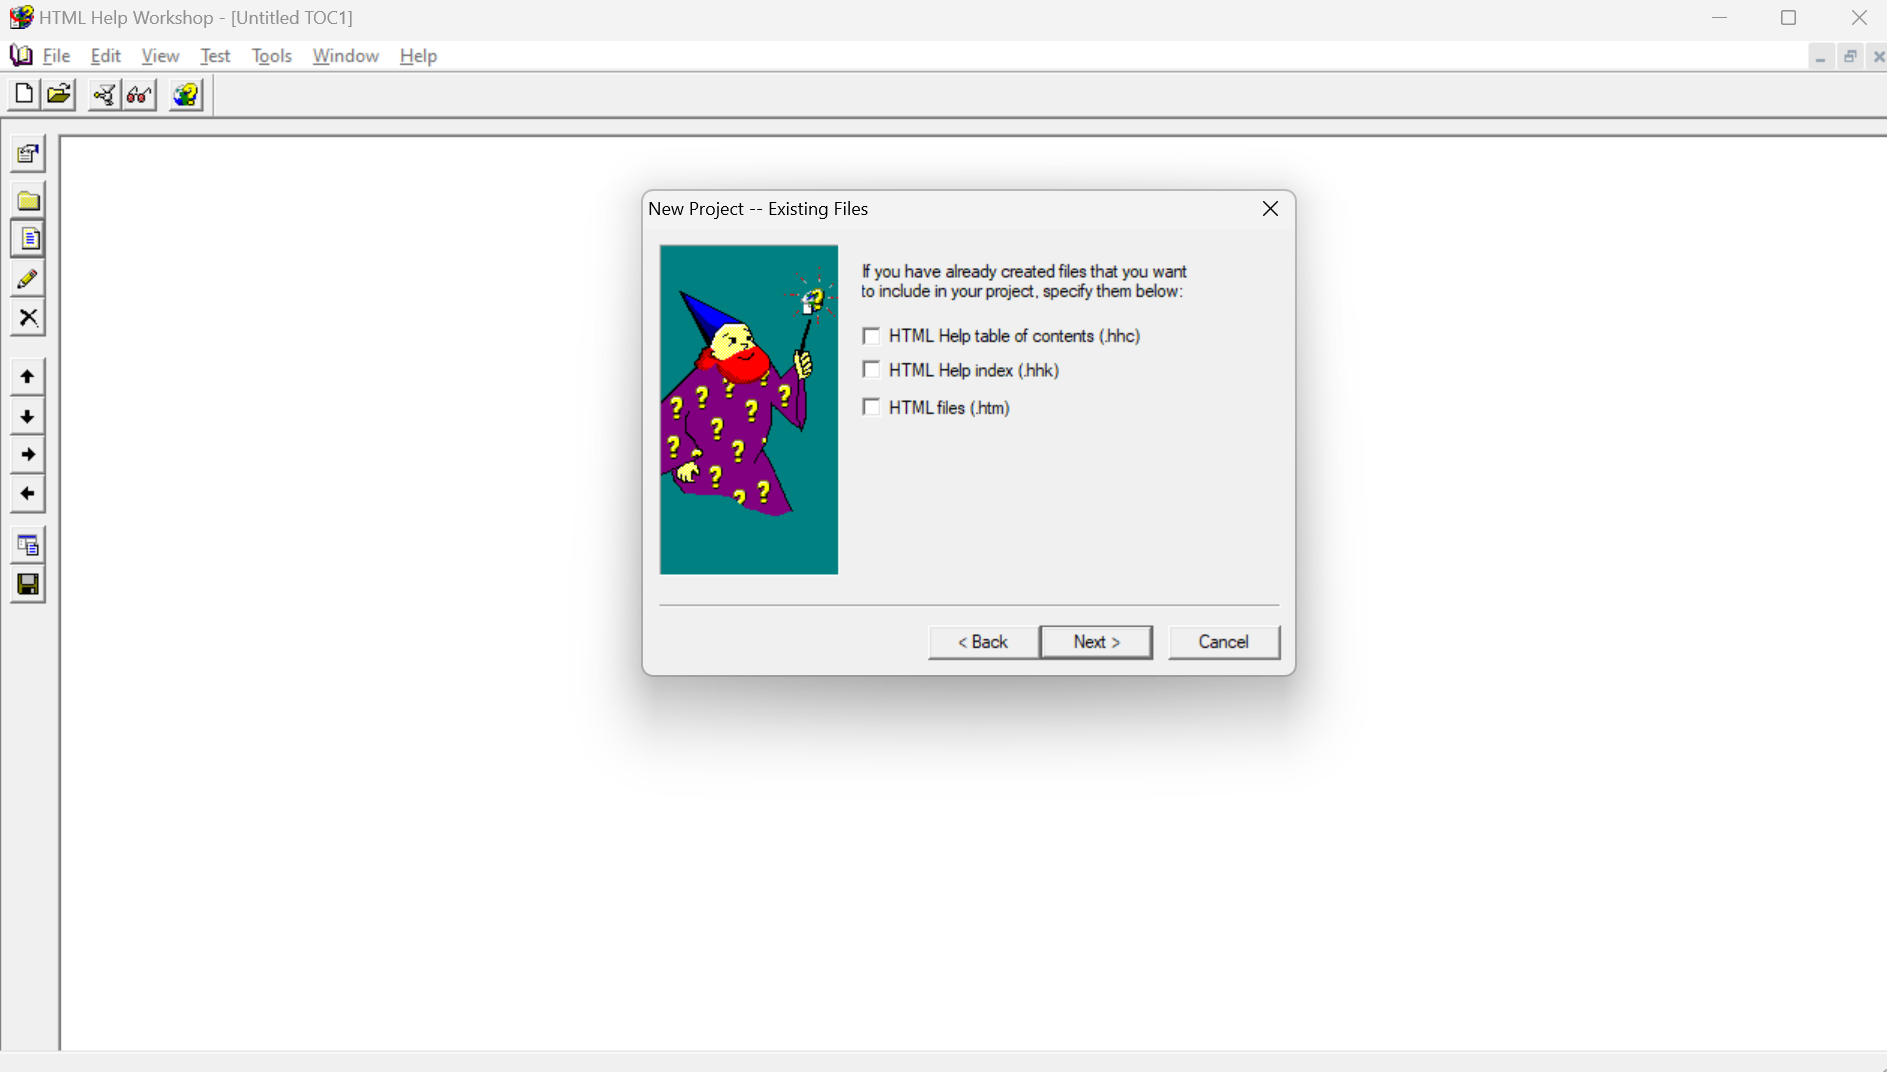 HTML Help Workshop - [Untitled TOC1]
File Edit View Test Tools Window Help
New Project -- Existing Files
If you have already created files that you want
to include in your project, specify them below:
HTML Help table of contents (.hhc)
HTML Help index (.hhk)
HTML files (.htm)
< Back Next > Cancel